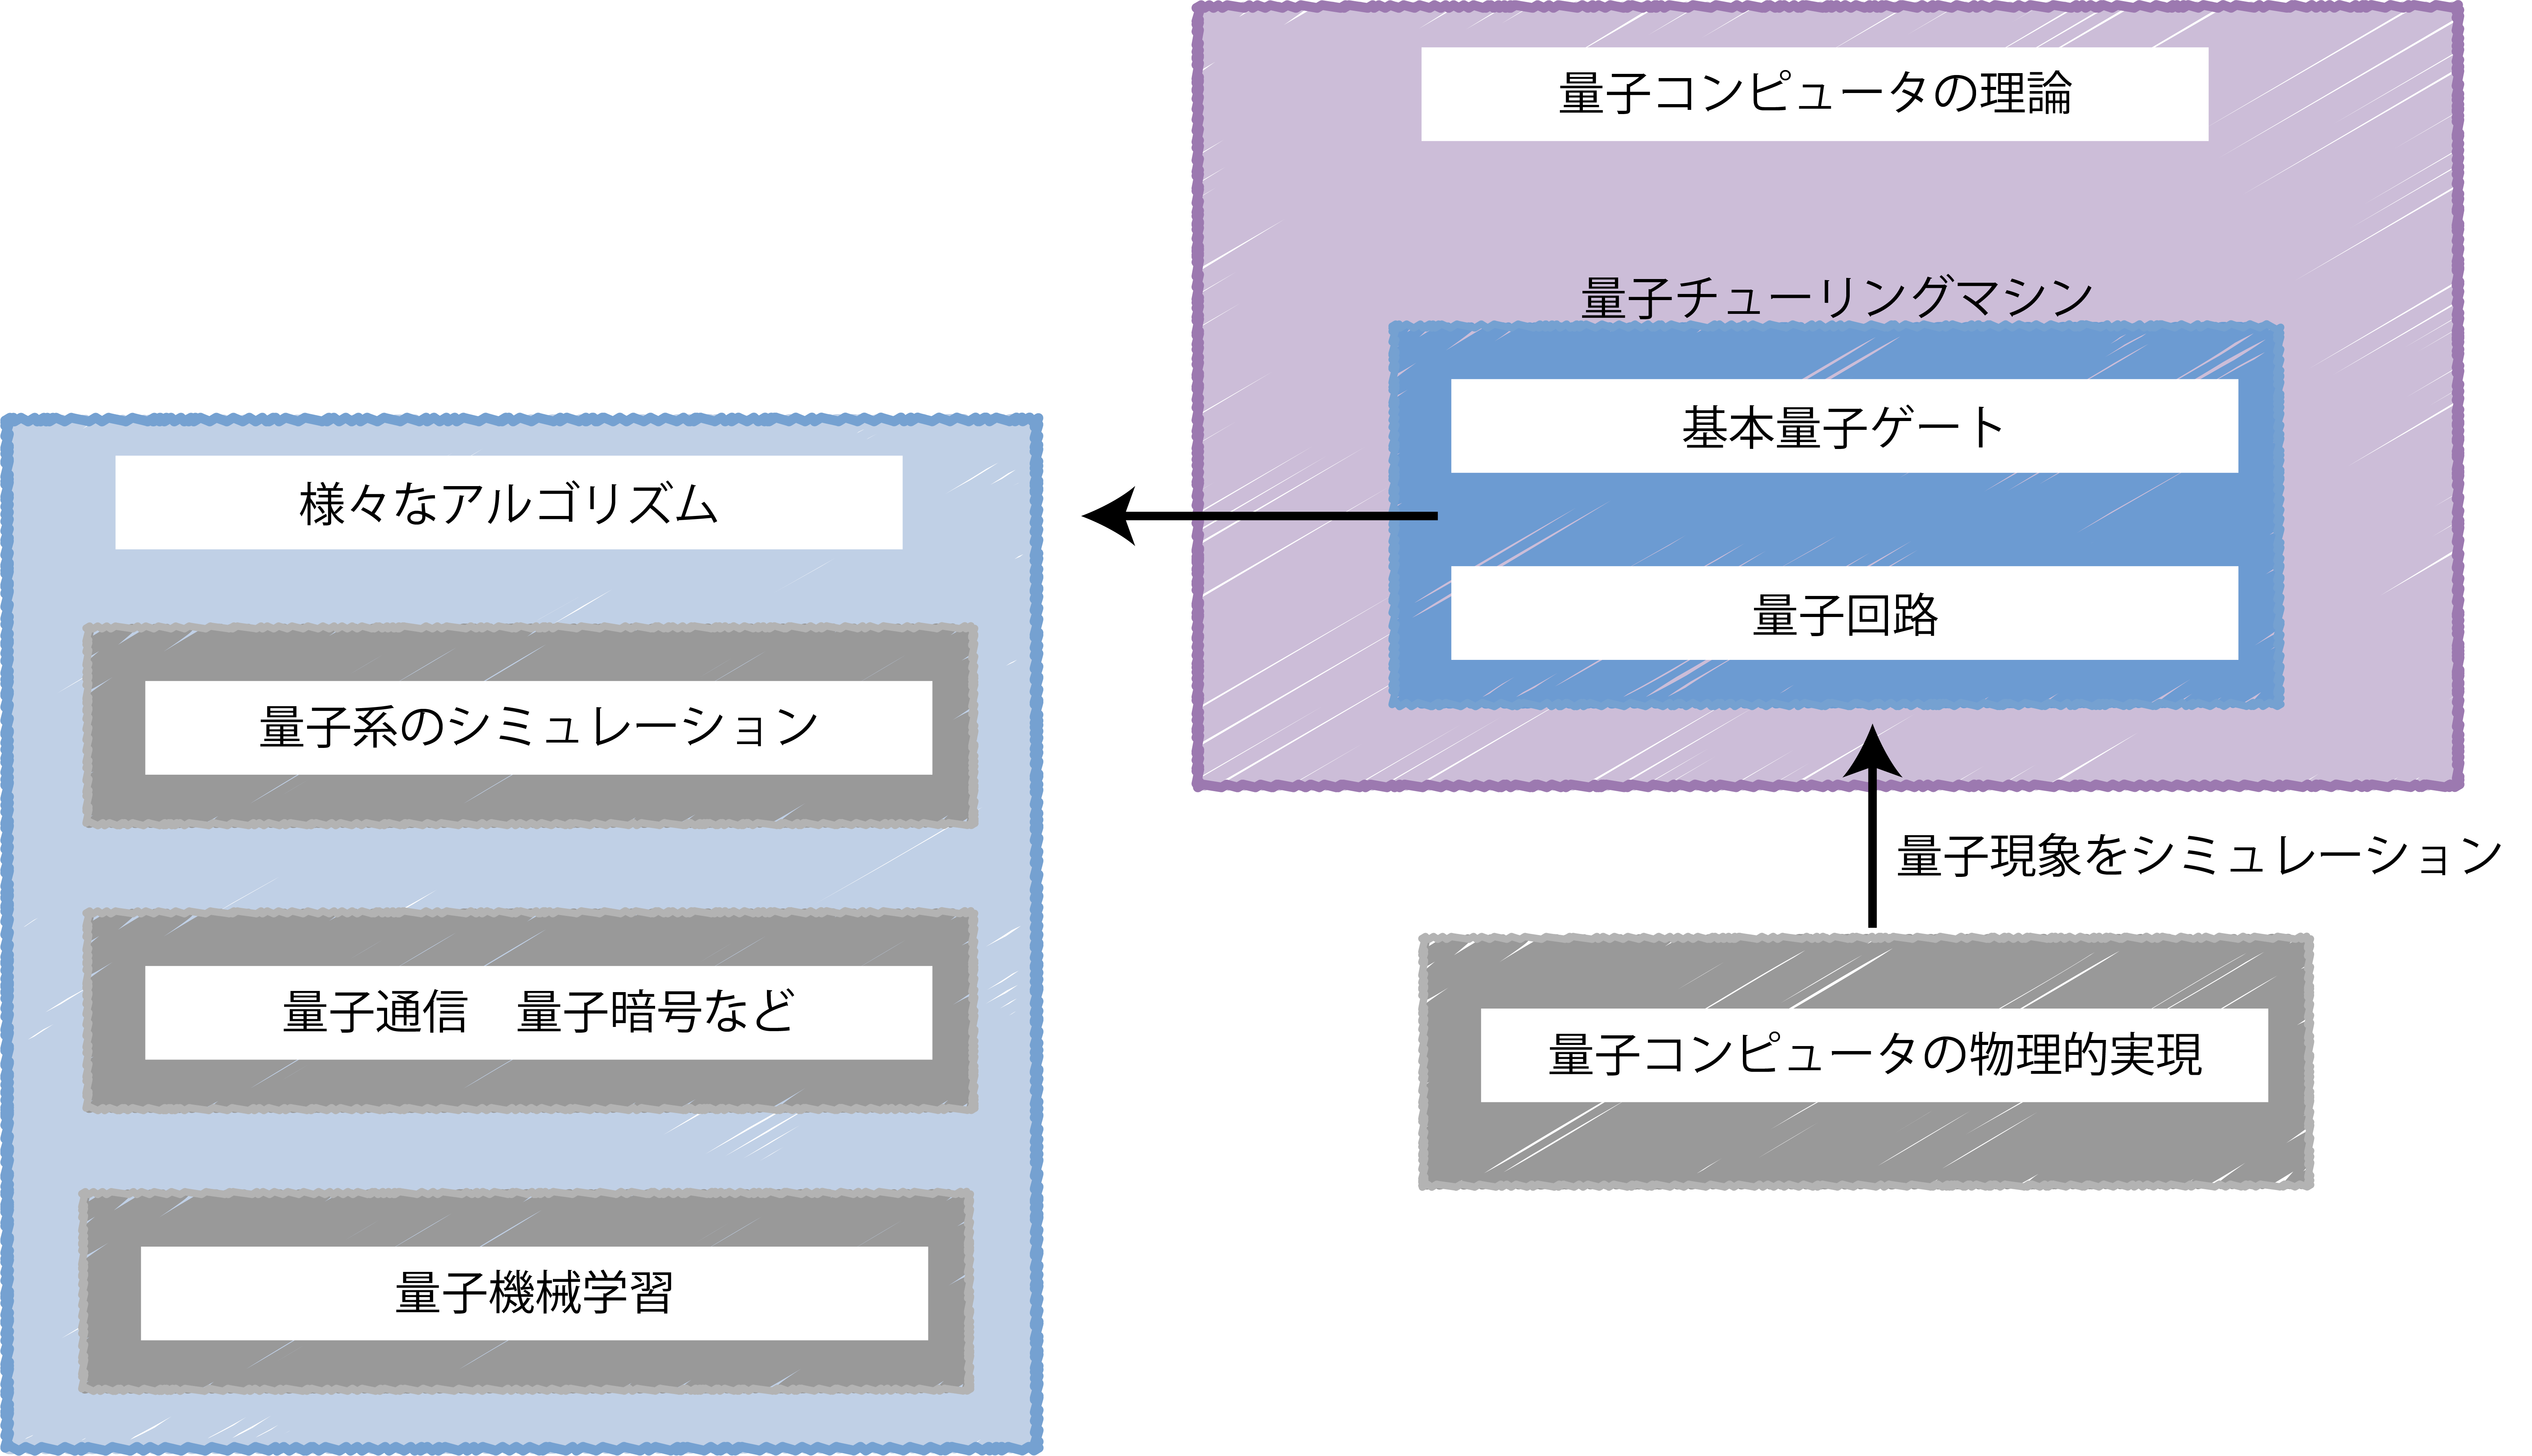 量子コンピュータの理論
量子チューリングマシン
基本量子ゲート
量子回路
様々なアルゴリズム
量子系のシミュレーション
量子通信　量子暗号など
量子機械学習
量子現象をシミュレーション
量子コンピュータの物理的実現